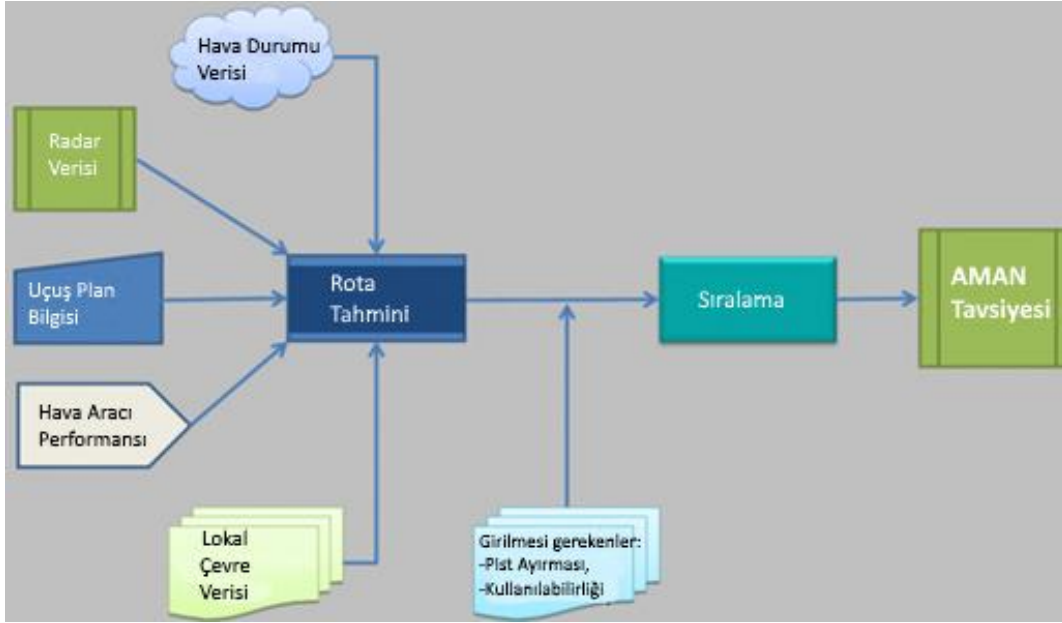 Hava Durumu
Verisi
Radar
Verisi
Uçuş Plan
Bilgisi
Rota
Tahmini
Sıralama
AMAN
Tavsiyesi
Hava Aracı
Performansı
Lokal
Çevre
Verisi
Girilmesi gerekenler:
-Pist Ayırması,
-Kullanılabilirliği